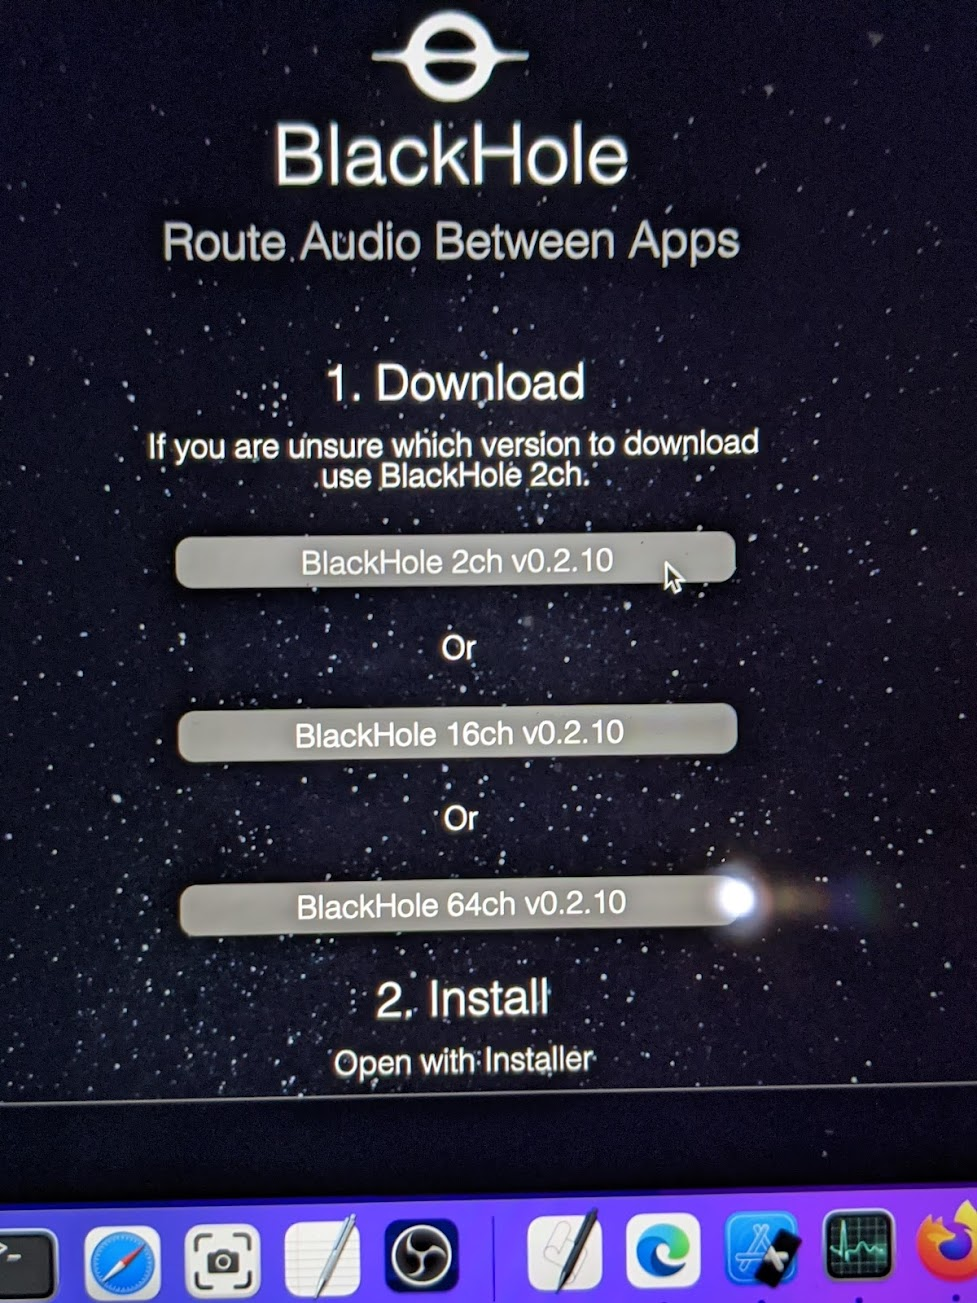 BlackHole
Route Audio Between Apps
1. Download
If you are unsure which version to download
use BlackHole 2ch.
BlackHole 2ch v0.2.10
Or
BlackHole 16ch v0.2.10
Or
BlackHole 64ch v0.2.10
2. Install
Open with Installer